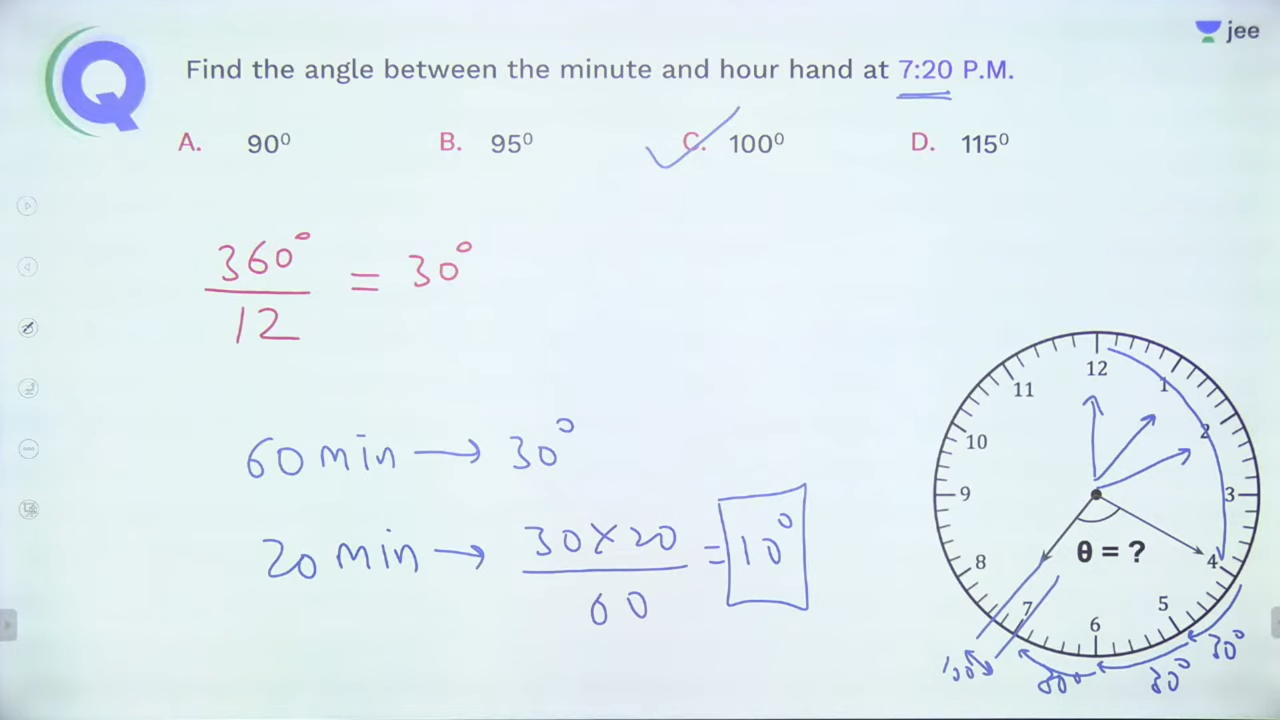 jee
Q
Find the angle between the minute and hour hand at 7:20 P.M.
A. 90⁰ B. 95⁰ C. 100⁰ D. 115⁰
360° / 12 = 30°
60 min → 30°
20 min → 30 × 20 / 60 = 10°
12
11 1
10 2
9 3
θ = ?
8 4
7 5
6
30°
30°
30°